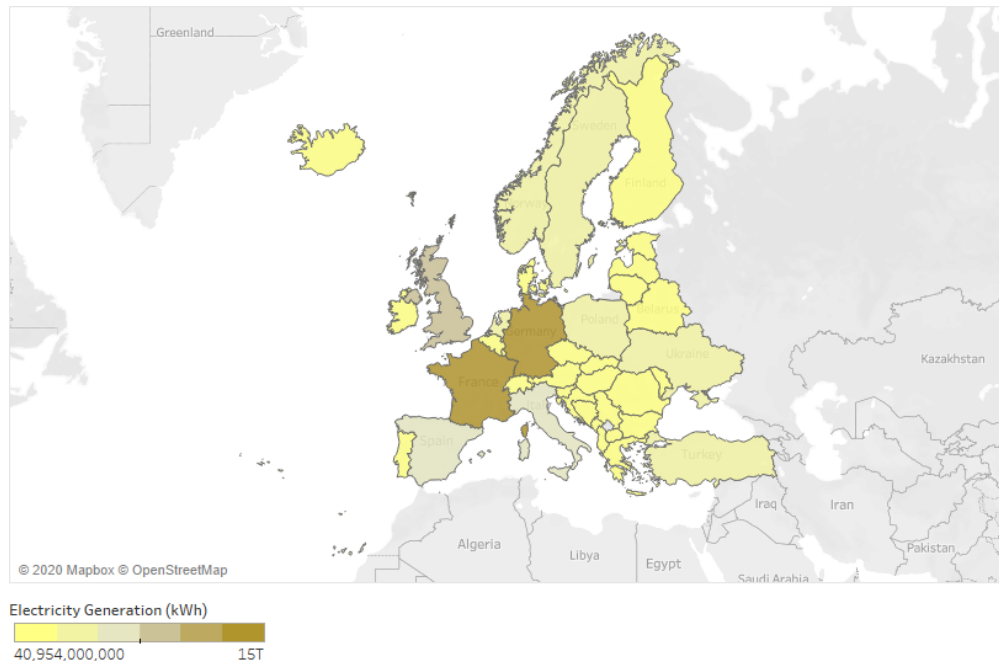 Greenland
Sweden
Norway
Finland
Belarus
Poland
Germany
Ukraine
Kazakhstan
France
Italy
Spain
Turkey
Iraq
Iran
Algeria
Libya
Egypt
Pakistan
Saudi Arabia
© 2020 Mapbox © OpenStreetMap
Electricity Generation (kWh)
40,954,000,000 15T